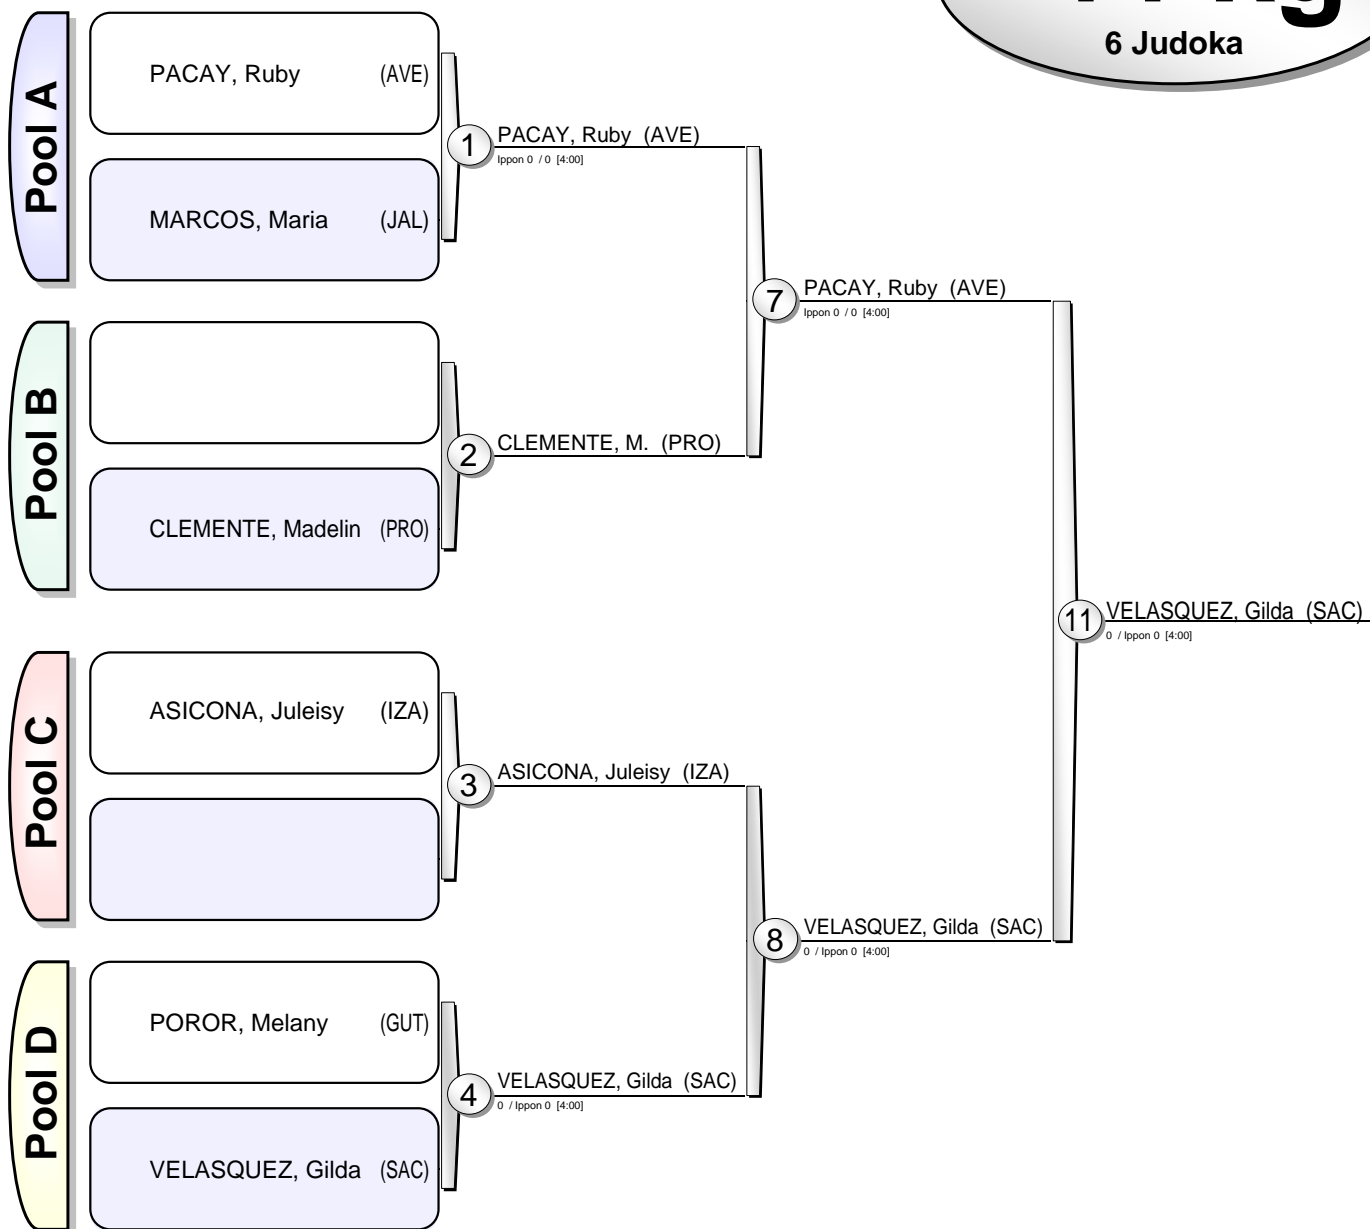 6 Judoka
Pool A
PACAY, Ruby (AVE)
MARCOS, Maria (JAL)
1 PACAY, Ruby (AVE)
Ippon 0 / 0 [4:00]
7 PACAY, Ruby (AVE)
Ippon 0 / 0 [4:00]
Pool B
2 CLEMENTE, M. (PRO)
CLEMENTE, Madelin (PRO)
11 VELASQUEZ, Gilda (SAC)
0 / Ippon 0 [4:00]
Pool C
ASICONA, Juleisy (IZA)
3 ASICONA, Juleisy (IZA)
8 VELASQUEZ, Gilda (SAC)
0 / Ippon 0 [4:00]
Pool D
POROR, Melany (GUT)
4 VELASQUEZ, Gilda (SAC)
0 / Ippon 0 [4:00]
VELASQUEZ, Gilda (SAC)